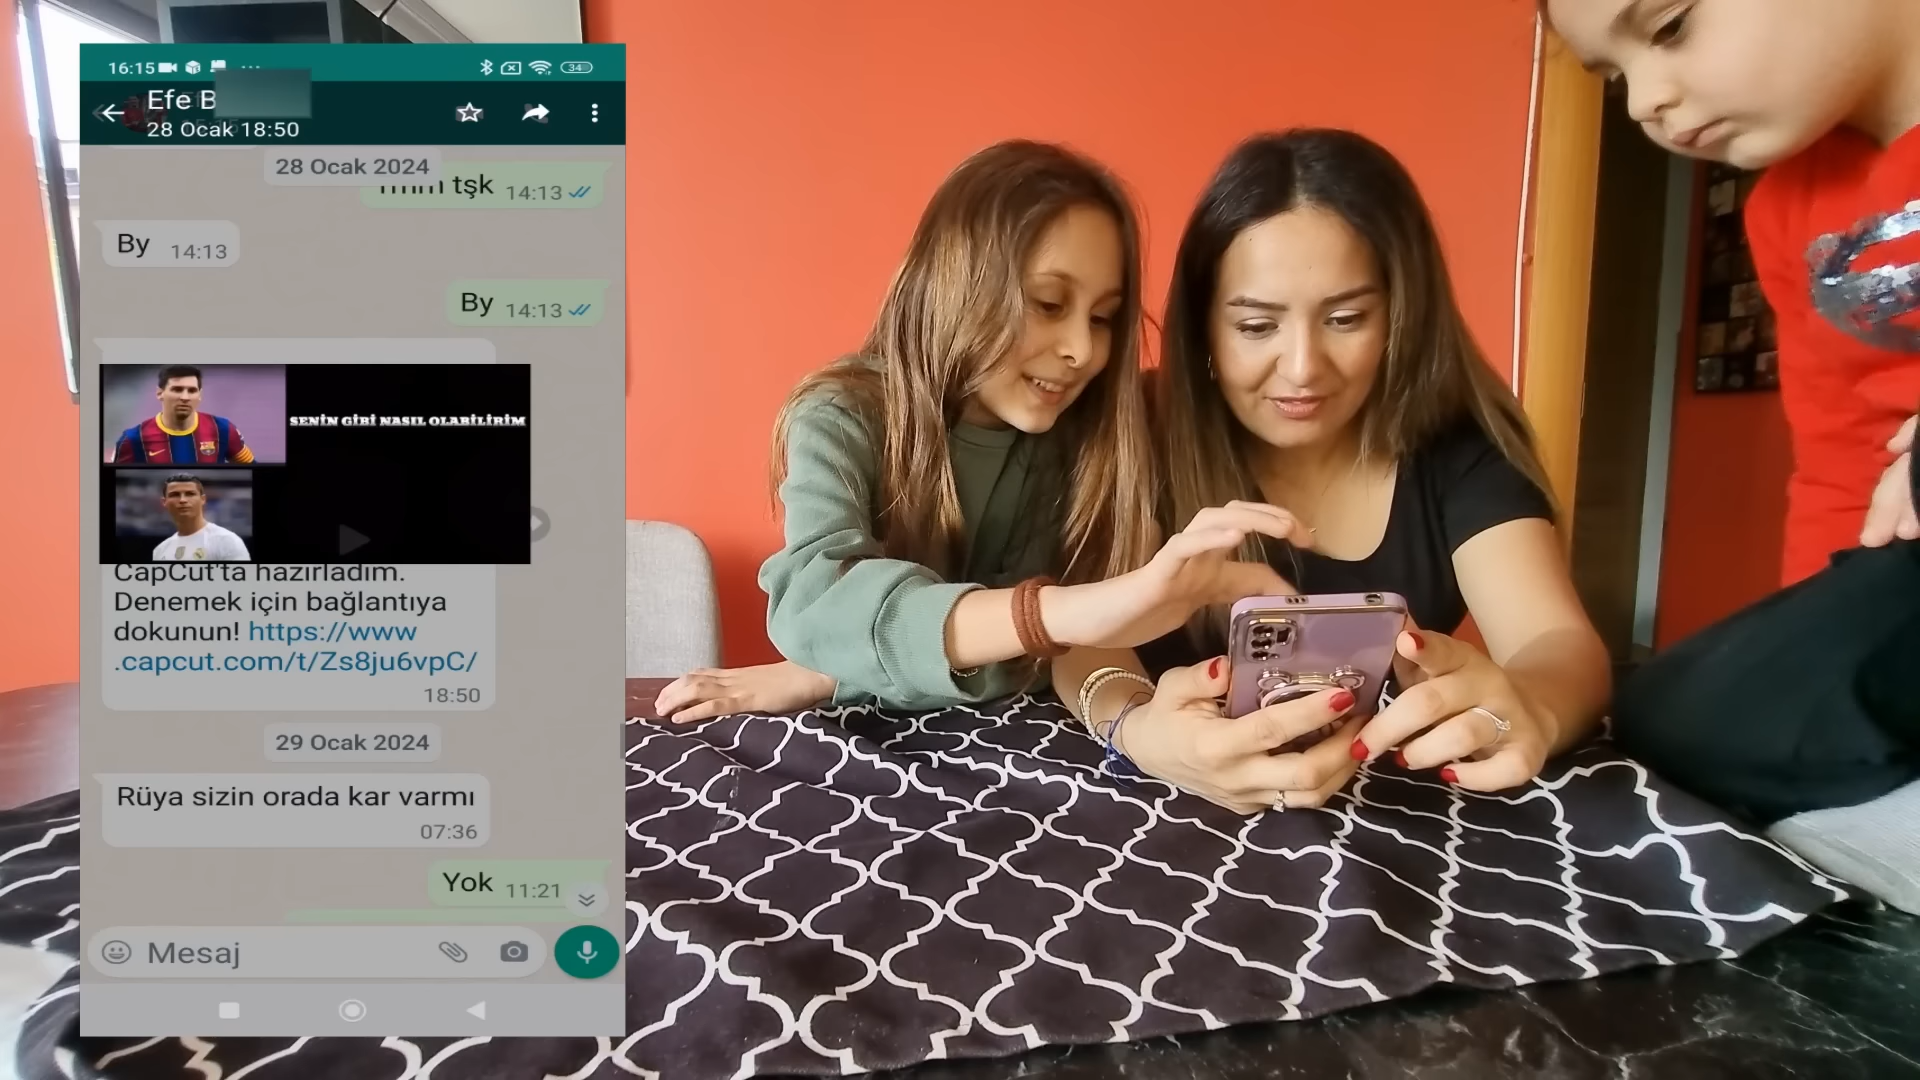 16:15
34
Efe B
28 Ocak 18:50
28 Ocak 2024
tşk 14:13
By 14:13
By 14:13
SENİN GİBİ NASIL OLABİLİRİM
CapCut'ta hazırladım.
Denemek için bağlantıya
dokunun! https://www
.capcut.com/t/Zs8ju6vpC/
18:50
29 Ocak 2024
Rüya sizin orada kar varmı
07:36
Yok 11:21
Mesaj